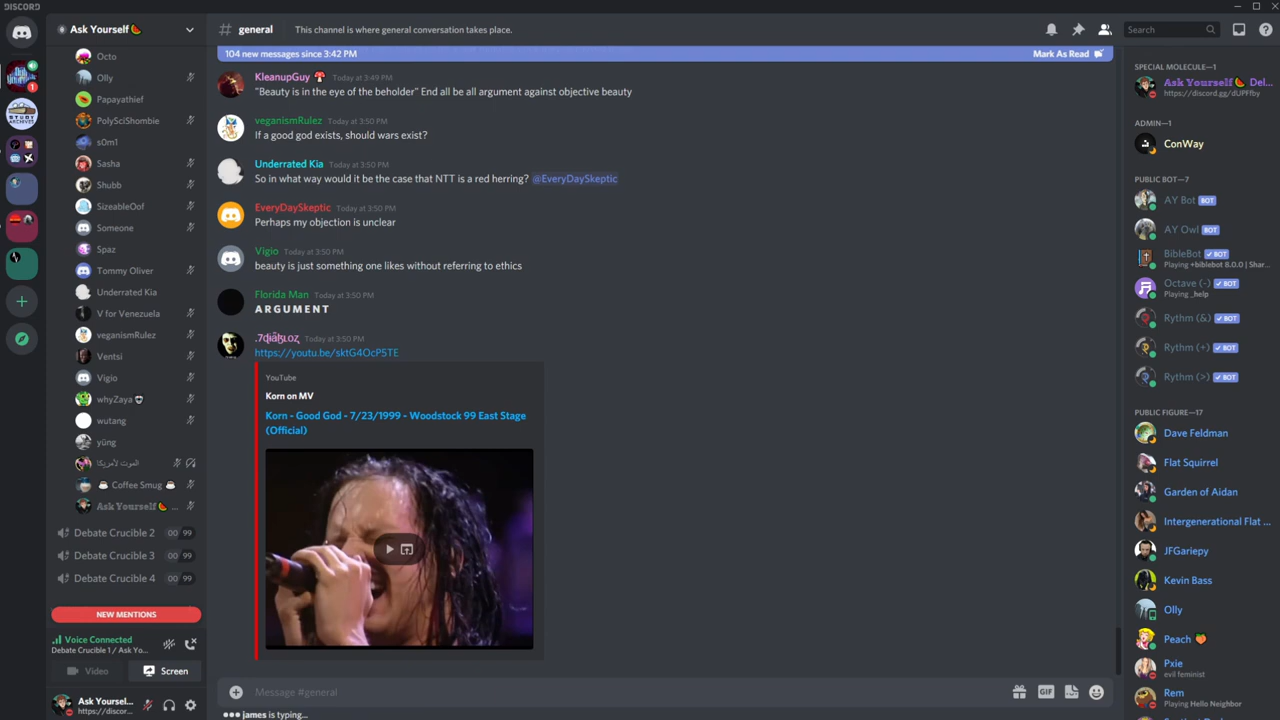 DISCORD
Ask Yourself🍉
Octo
Olly
Papayathief
PolySciShombie
s0m1
Sasha
Shubb
SizeableOof
Someone
Spaz
Tommy Oliver
Underrated Kia
V for Venezuela
veganismRulez
Ventsi
Vigio
whyZaya
wutang
yüng
الموت لأمريكا
Coffee Smug
Ask Yourself🍉 ...
Debate Crucible 2 00 99
Debate Crucible 3 00 99
Debate Crucible 4 00 99
NEW MENTIONS
Voice Connected
Debate Crucible 1 / Ask Yo...
Video Screen
Ask Yoursel...
https://discor...
1
# general This channel is where general conversation takes place.
Search
104 new messages since 3:42 PM Mark As Read
KleanupGuy Today at 3:49 PM
"Beauty is in the eye of the beholder" End all be all argument against objective beauty
veganismRulez Today at 3:50 PM
If a good god exists, should wars exist?
Underrated Kia Today at 3:50 PM
So in what way would it be the case that NTT is a red herring? @EveryDaySkeptic
EveryDaySkeptic Today at 3:50 PM
Perhaps my objection is unclear
Vigio Today at 3:50 PM
beauty is just something one likes without referring to ethics
Florida Man Today at 3:50 PM
ARGUMENT
Today at 3:50 PM
https://youtu.be/sktG4OcP5TE
YouTube
Korn on MV
Korn - Good God - 7/23/1999 - Woodstock 99 East Stage
(Official)
Message #general
GIF
james is typing...
SPECIAL MOLECULE—1
Ask Yourself🍉 Del...
https://discord.gg/dUPFfby
ADMIN—1
ConWay
PUBLIC BOT—7
AY Bot BOT
AY Owl BOT
BibleBot ✓ BOT
Playing +biblebot 8.0.0 | Shar...
Octave (-) ✓ BOT
Playing _help
Rythm (&) ✓ BOT
Rythm (+) ✓ BOT
Rythm (>) ✓ BOT
PUBLIC FIGURE—17
Dave Feldman
Flat Squirrel
Garden of Aidan
Intergenerational Flat ...
JFGariepy
Kevin Bass
Olly
Peach 🍑
Pxie
evil feminist
Rem
Playing Hello Neighbor